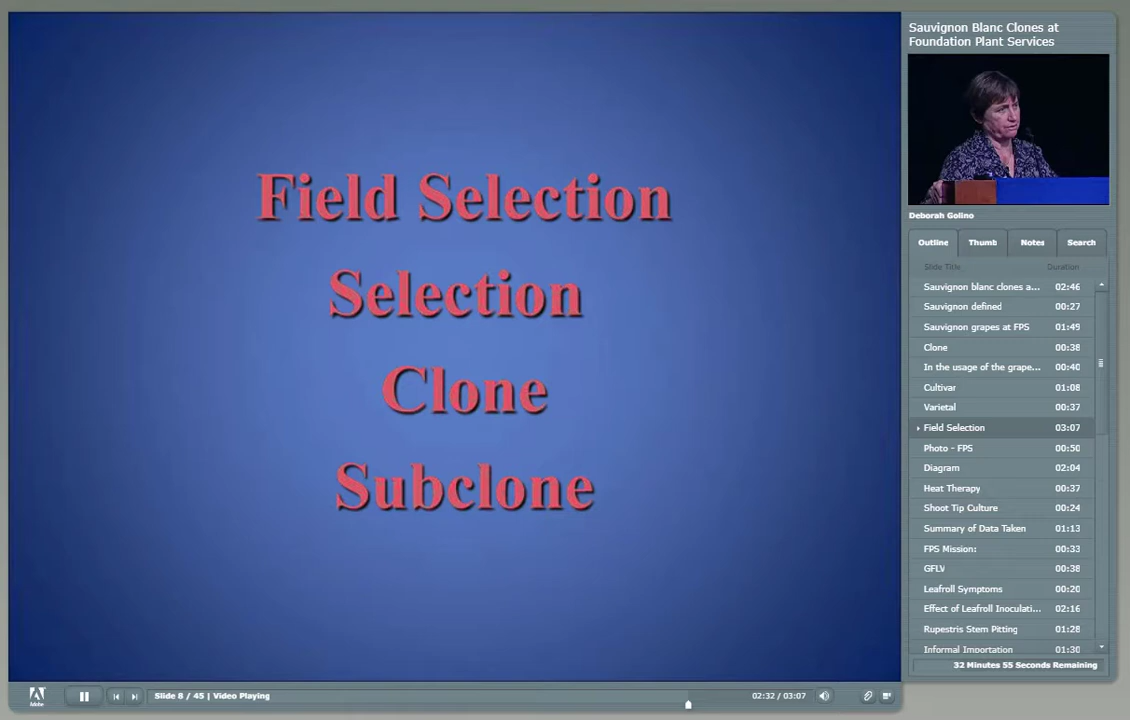 Field Selection
Selection
Clone
Subclone
Sauvignon Blanc Clones at
Foundation Plant Services
Deborah Golino
Outline Thumb Notes Search
Slide Title Duration
Sauvignon blanc clones a... 02:46
Sauvignon defined 00:27
Sauvignon grapes at FPS 01:49
Clone 00:38
In the usage of the grape... 00:40
Cultivar 01:08
Varietal 00:37
Field Selection 03:07
Photo - FPS 00:50
Diagram 02:04
Heat Therapy 00:37
Shoot Tip Culture 00:24
Summary of Data Taken 01:13
FPS Mission: 00:33
GFLV 00:38
Leafroll Symptoms 00:20
Effect of Leafroll Inoculati... 02:16
Rupestris Stem Pitting 01:28
Informal Importation 01:30
32 Minutes 55 Seconds Remaining
Adobe
Slide 8 / 45 | Video Playing
02:32 / 03:07